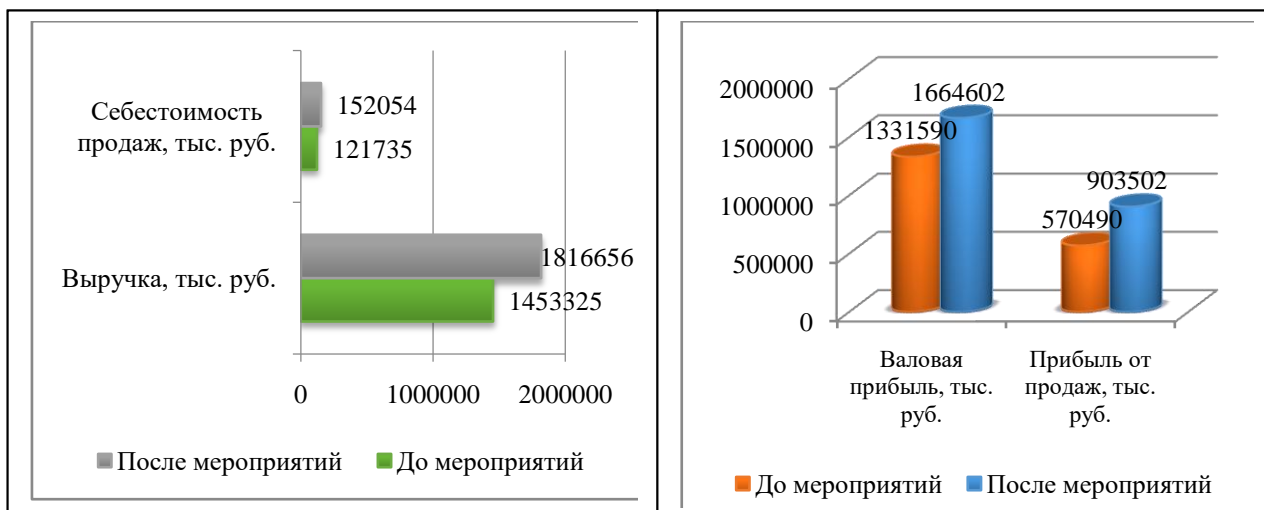 Себестоимость
продаж, тыс. руб.
152054
121735
Выручка, тыс. руб.
1816656
1453325
0 1000000 2000000
После мероприятий До мероприятий
2000000
1500000
1000000
500000
0
1664602
1331590
903502
570490
Валовая
прибыль, тыс.
руб.
Прибыль от
продаж, тыс.
руб.
До мероприятий После мероприятий